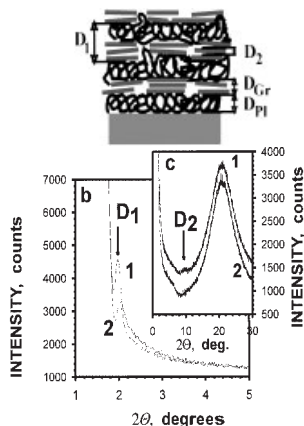 D1
D2
DGr
DPl
INTENSITY, counts
7000
6000
5000
4000
3000
2000
1000
b
D1
1
2
1 2 3 4 5
2Θ, degrees
c
D2
1
2
4000
3500
3000
2500
2000
1500
1000
500
0 10 20 30
2Θ, deg.
INTENSITY, counts